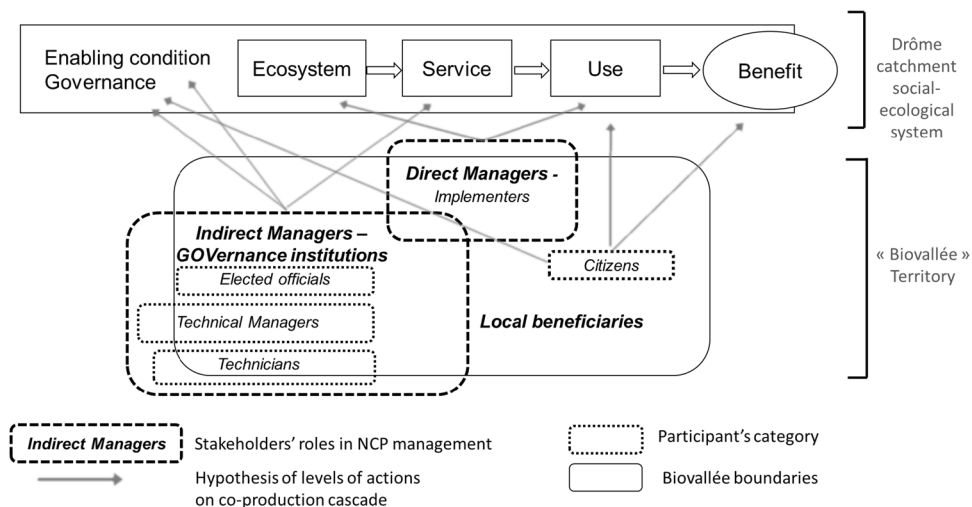 Enabling condition
Governance
Ecosystem
Service
Use
Benefit
Drôme
catchment
social-
ecological
system
Direct Managers -
Implementers
Indirect Managers –
GOVernance institutions
Elected officials
Technical Managers
Technicians
Citizens
Local beneficiaries
« Biovallée »
Territory
Indirect Managers
Stakeholders' roles in NCP management
Participant's category
Hypothesis of levels of actions
on co-production cascade
Biovallée boundaries